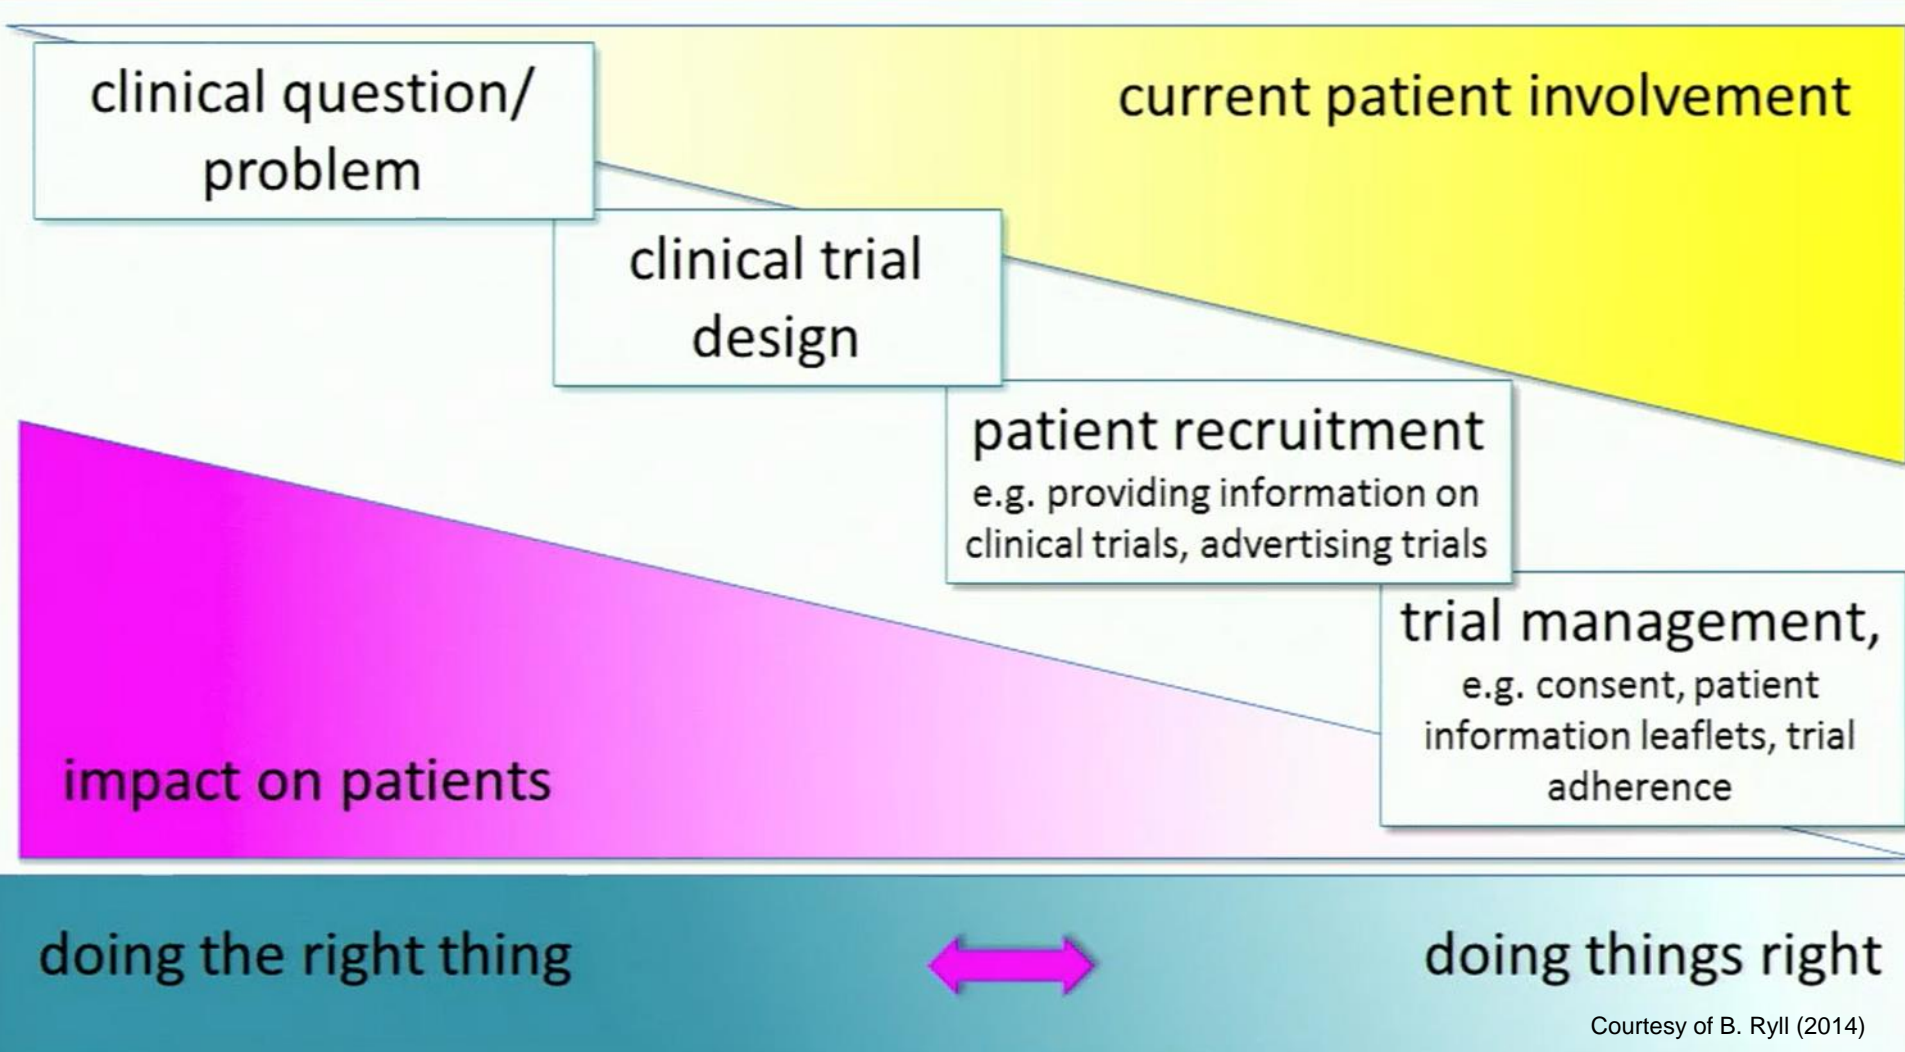 clinical question/
problem
current patient involvement
clinical trial
design
patient recruitment
e.g. providing information on
clinical trials, advertising trials
trial management,
e.g. consent, patient
information leaflets, trial
adherence
impact on patients
doing the right thing
doing things right
Courtesy of B. Ryll (2014)